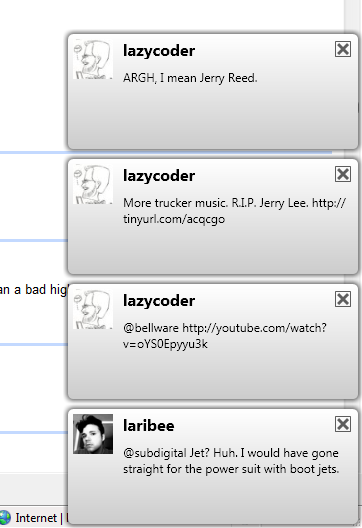 lazycoder
ARGH, I mean Jerry Reed.
lazycoder
More trucker music. R.I.P. Jerry Lee. http://
tinyurl.com/acqcgo
an a bad hig
lazycoder
@bellware http://youtube.com/watch?
v=oYS0Epyyu3k
laribee
@subdigital Jet? Huh. I would have gone
straight for the power suit with boot jets.
Internet |